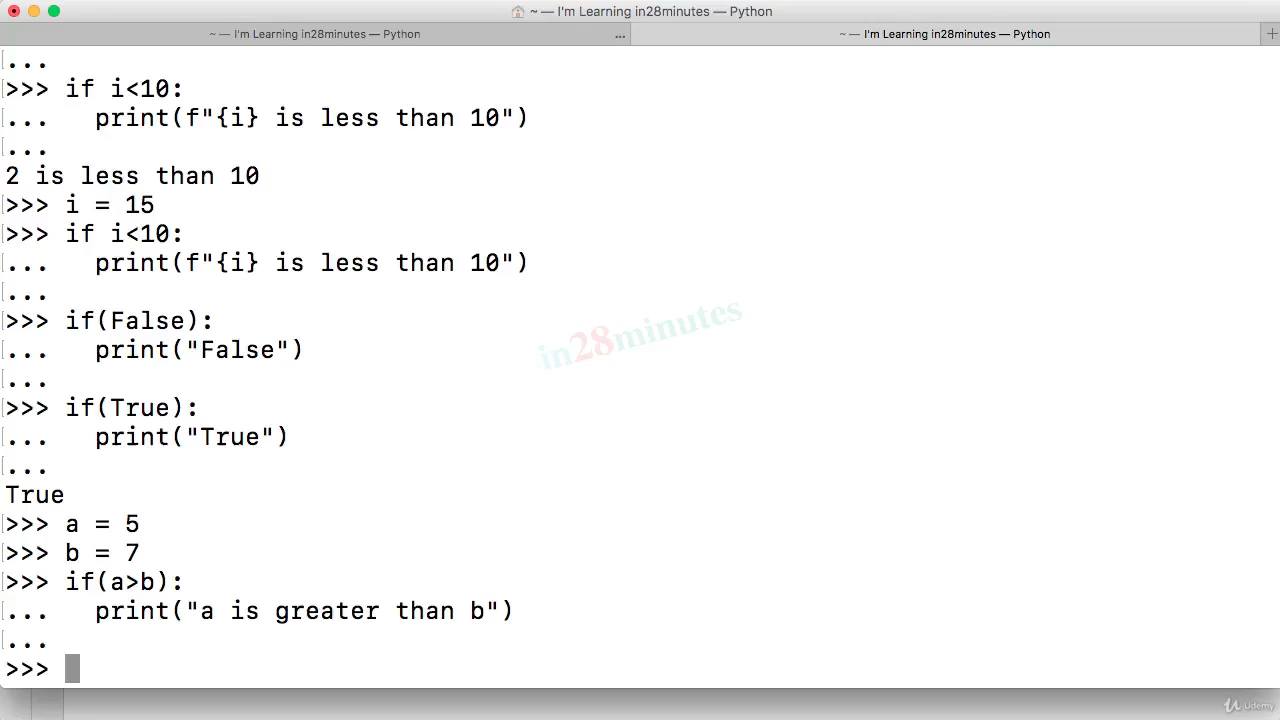 ~ — I'm Learning in28minutes — Python
~ — I'm Learning in28minutes — Python ... ~ — I'm Learning in28minutes — Python +
...
>>> if i<10:
...   print(f"{i} is less than 10")
...
2 is less than 10
>>> i = 15
>>> if i<10:
...   print(f"{i} is less than 10")
...
>>> if(False):
...   print("False")
...
>>> if(True):
...   print("True")
...
True
>>> a = 5
>>> b = 7
>>> if(a>b):
...   print("a is greater than b")
...
>>>
in28minutes
Udemy